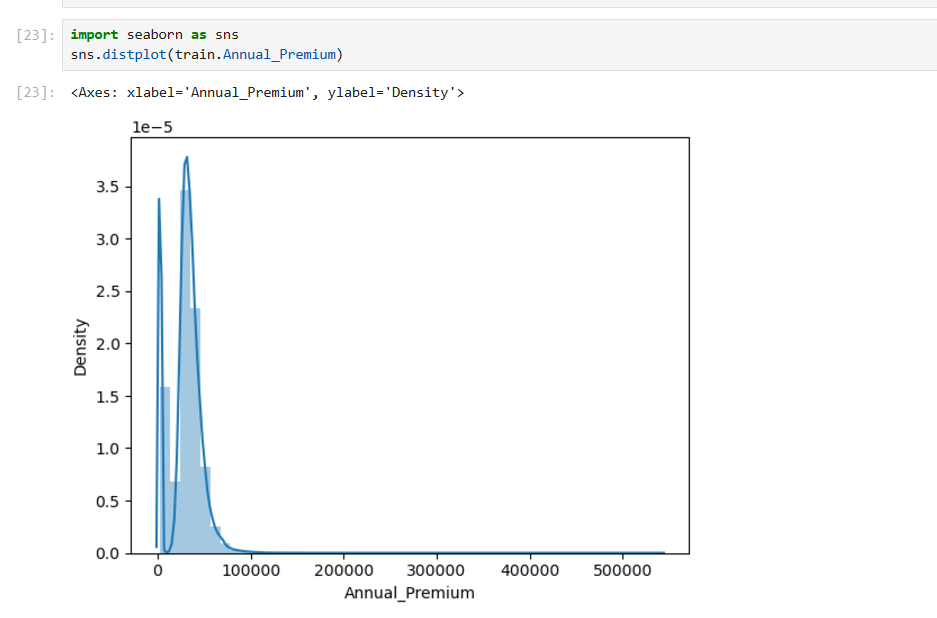 [23]: import seaborn as sns
sns.distplot(train.Annual_Premium)
[23]: <Axes: xlabel='Annual_Premium', ylabel='Density'>
1e−5
3.5
3.0
2.5
2.0
1.5
1.0
0.5
0.0
Density
0 100000 200000 300000 400000 500000
Annual_Premium